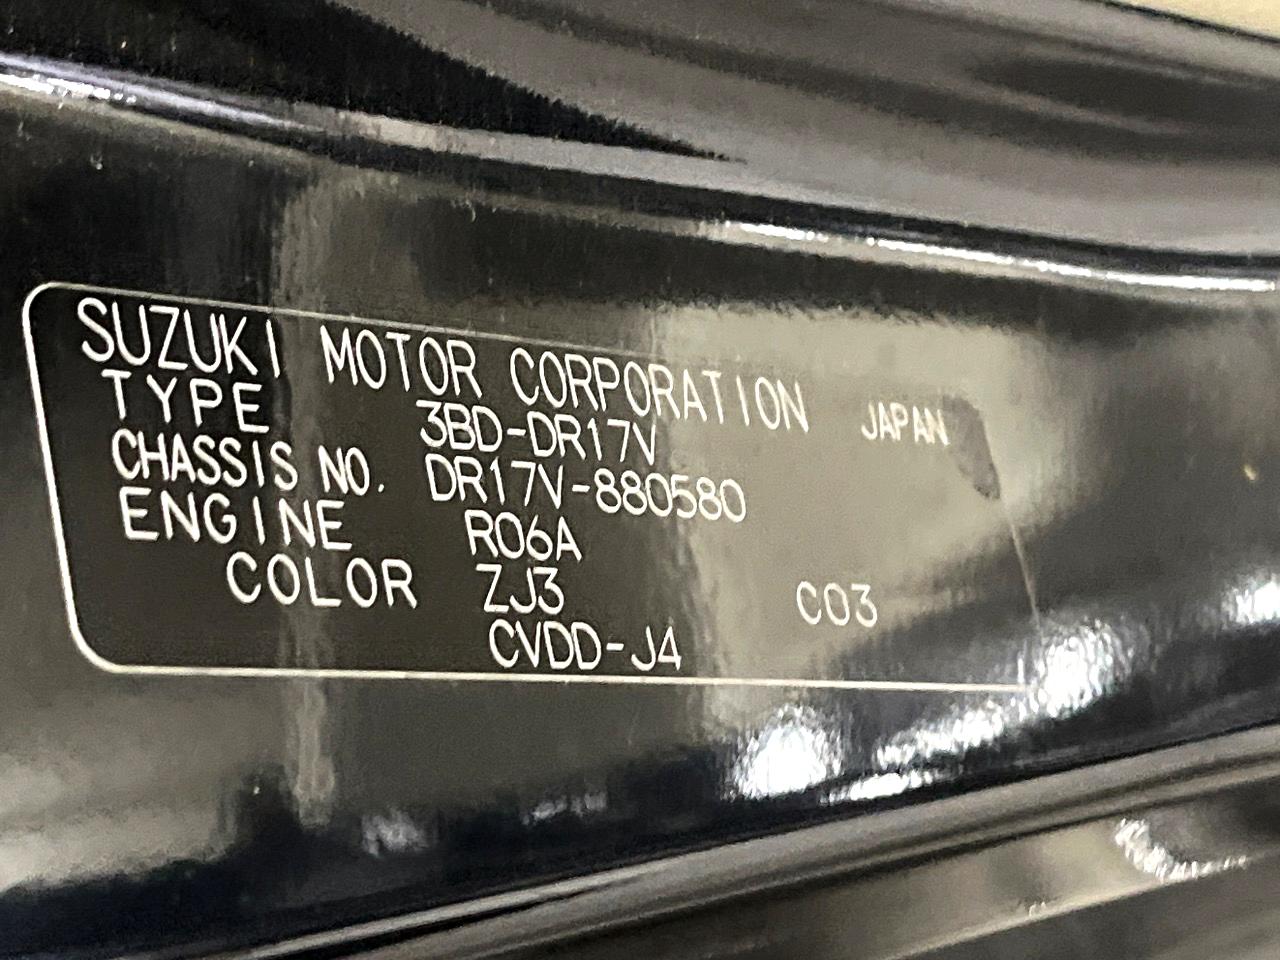 SUZUKI MOTOR CORPORATION JAPAN
TYPE 3BD-DR17V
CHASSIS NO. DR17V-880580
ENGINE R06A
COLOR ZJ3 C03
CVDD-J4